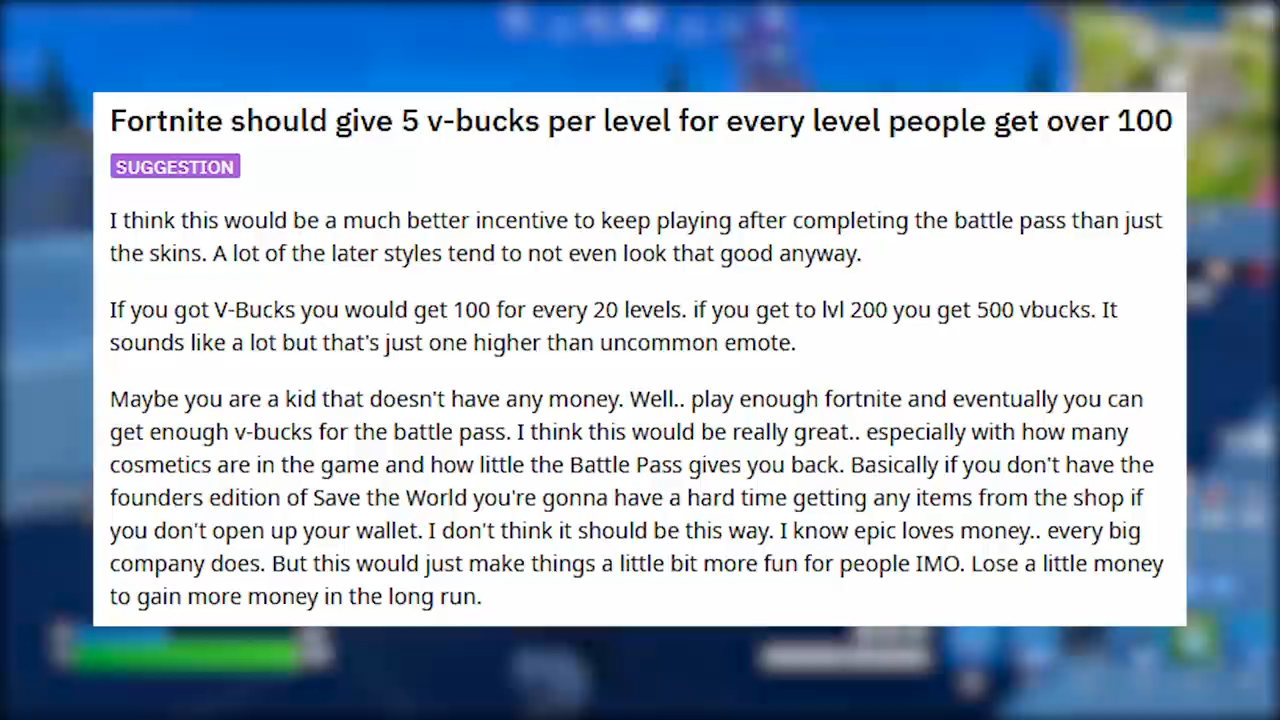 Fortnite should give 5 v-bucks per level for every level people get over 100
SUGGESTION
I think this would be a much better incentive to keep playing after completing the battle pass than just
the skins. A lot of the later styles tend to not even look that good anyway.
If you got V-Bucks you would get 100 for every 20 levels. if you get to lvl 200 you get 500 vbucks. It
sounds like a lot but that's just one higher than uncommon emote.
Maybe you are a kid that doesn't have any money. Well.. play enough fortnite and eventually you can
get enough v-bucks for the battle pass. I think this would be really great.. especially with how many
cosmetics are in the game and how little the Battle Pass gives you back. Basically if you don't have the
founders edition of Save the World you're gonna have a hard time getting any items from the shop if
you don't open up your wallet. I don't think it should be this way. I know epic loves money.. every big
company does. But this would just make things a little bit more fun for people IMO. Lose a little money
to gain more money in the long run.